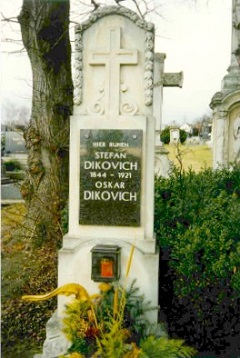 HIER RUHEN
STEFAN
DIKOVICH
1844 - 1921
OSKAR
DIKOVICH